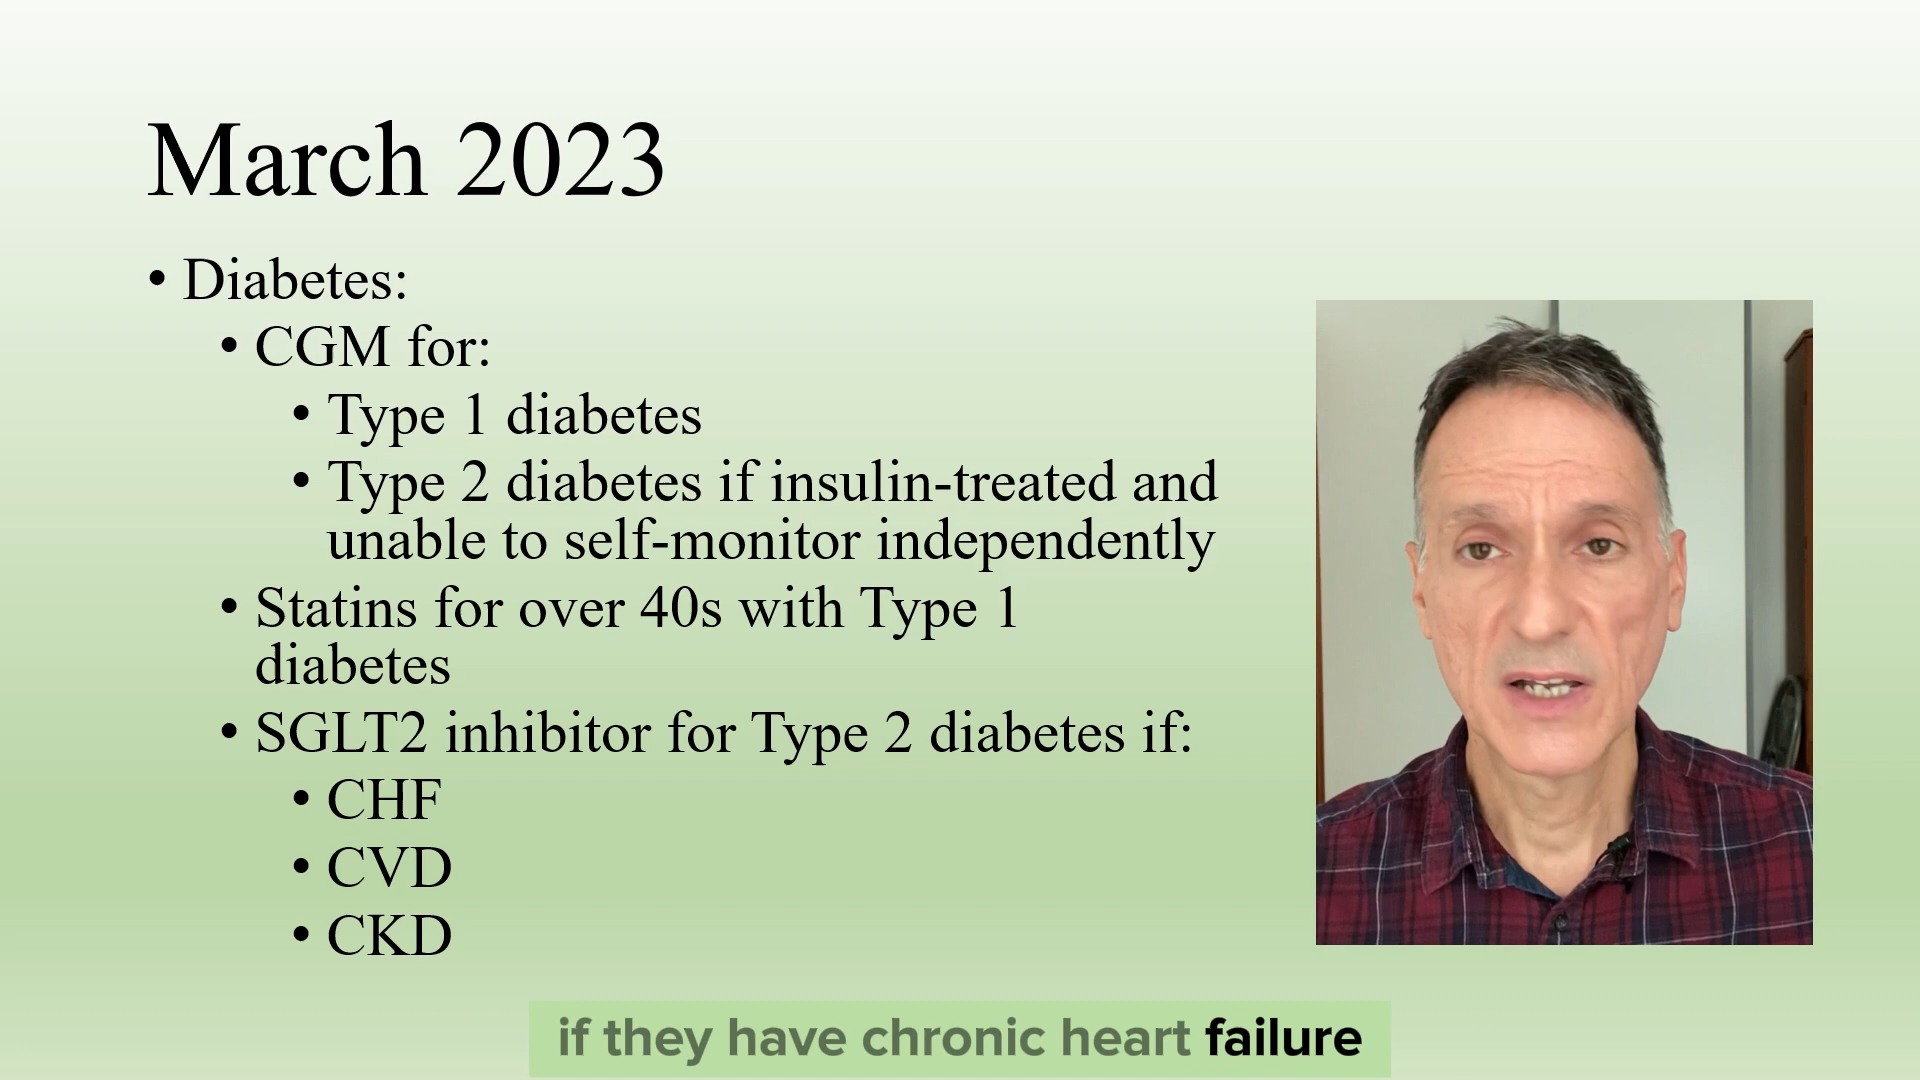 March 2023
• Diabetes:
• CGM for:
• Type 1 diabetes
• Type 2 diabetes if insulin-treated and
unable to self-monitor independently
• Statins for over 40s with Type 1
diabetes
• SGLT2 inhibitor for Type 2 diabetes if:
• CHF
• CVD
• CKD
if they have chronic heart failure